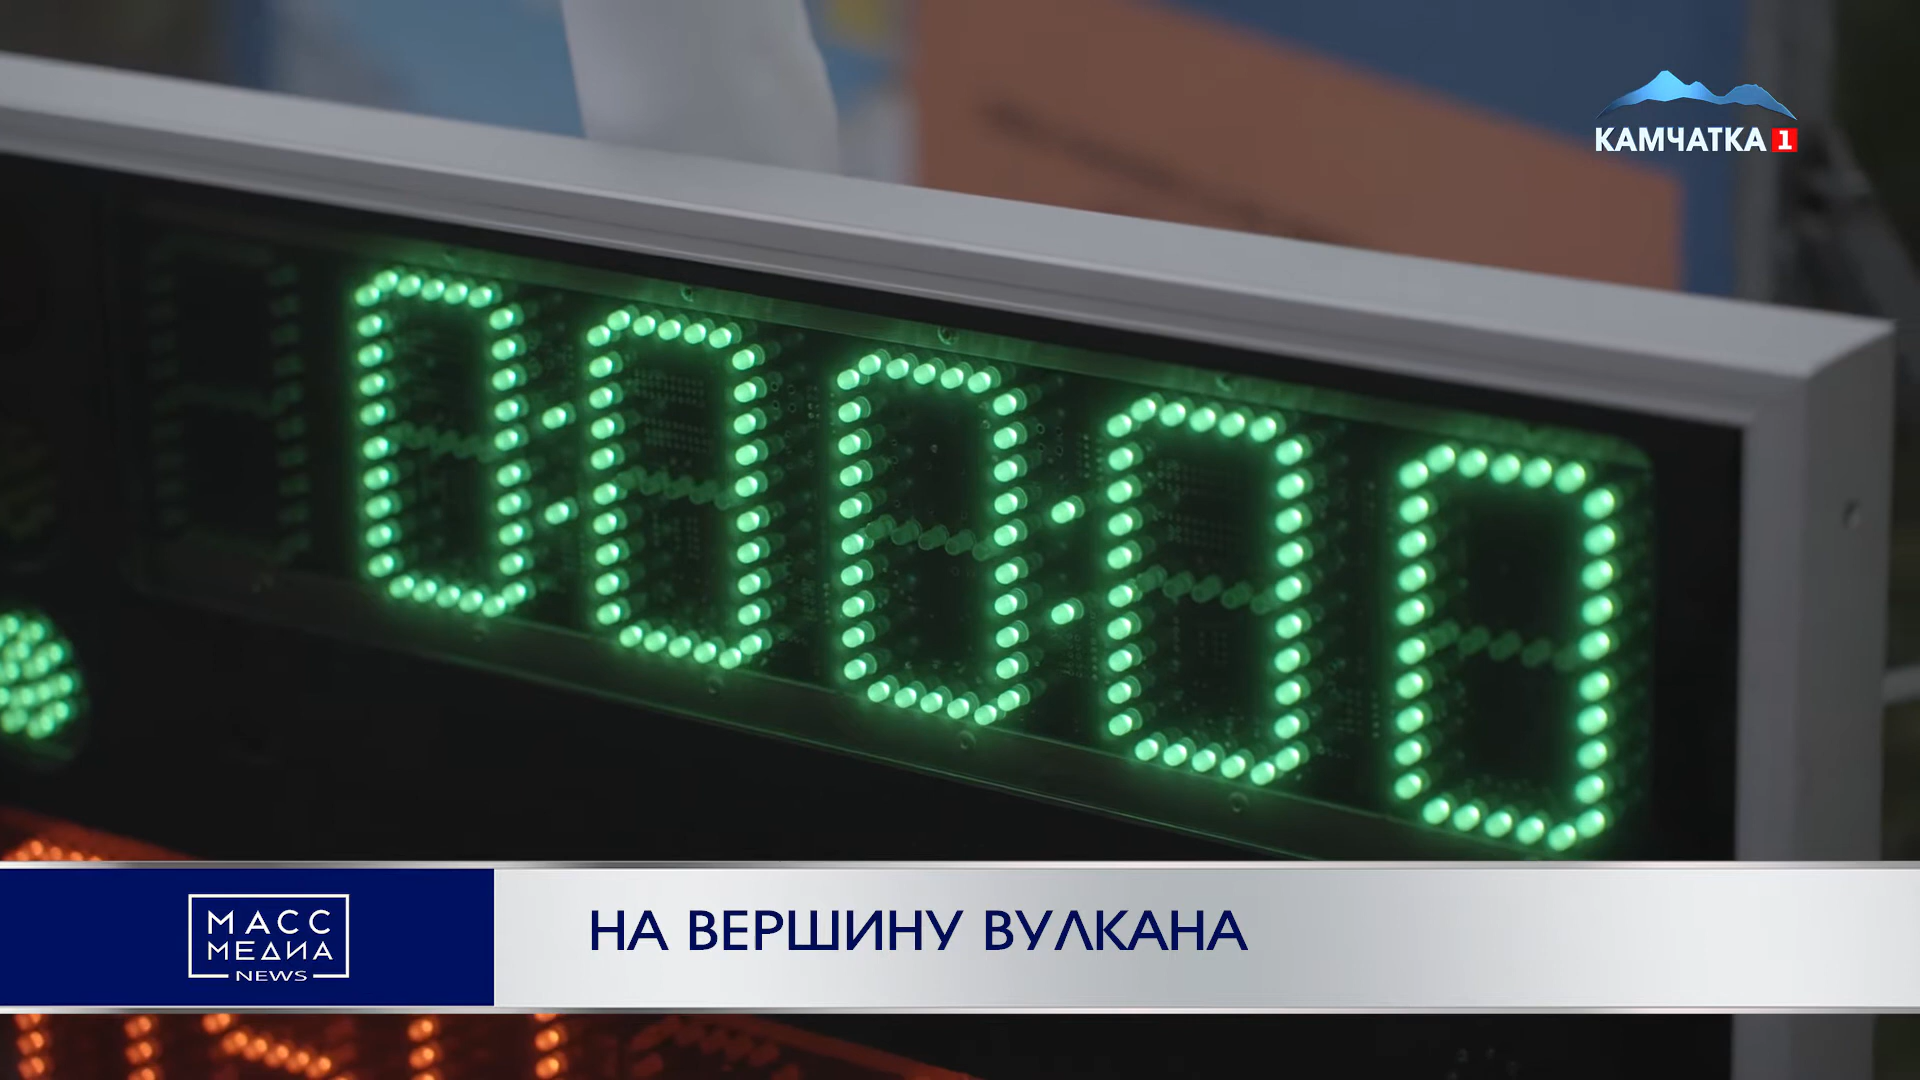 КАМЧАТКА 1
0:00:00
МАСС
МЕДИА
NEWS
НА ВЕРШИНУ ВУЛКАНА